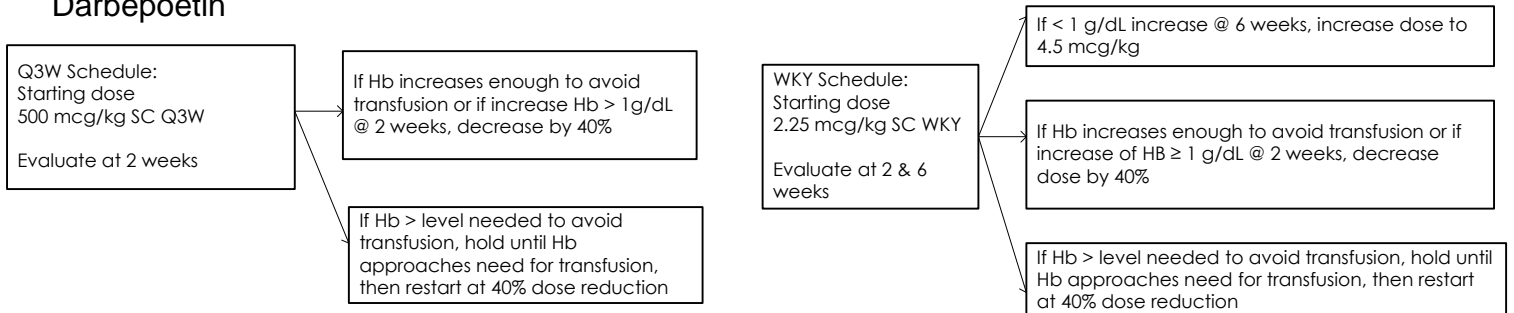 Darbepoetin
Q3W Schedule:
Starting dose
500 mcg/kg SC Q3W
Evaluate at 2 weeks
If Hb increases enough to avoid
transfusion or if increase Hb > 1g/dL
@ 2 weeks, decrease by 40%
If Hb > level needed to avoid
transfusion, hold until Hb
approaches need for transfusion,
then restart at 40% dose reduction
WKY Schedule:
Starting dose
2.25 mcg/kg SC WKY
Evaluate at 2 & 6
weeks
If < 1 g/dL increase @ 6 weeks, increase dose to
4.5 mcg/kg
If Hb increases enough to avoid transfusion or if
increase of HB ≥ 1 g/dL @ 2 weeks, decrease
dose by 40%
If Hb > level needed to avoid transfusion, hold until
Hb approaches need for transfusion, then restart
at 40% dose reduction